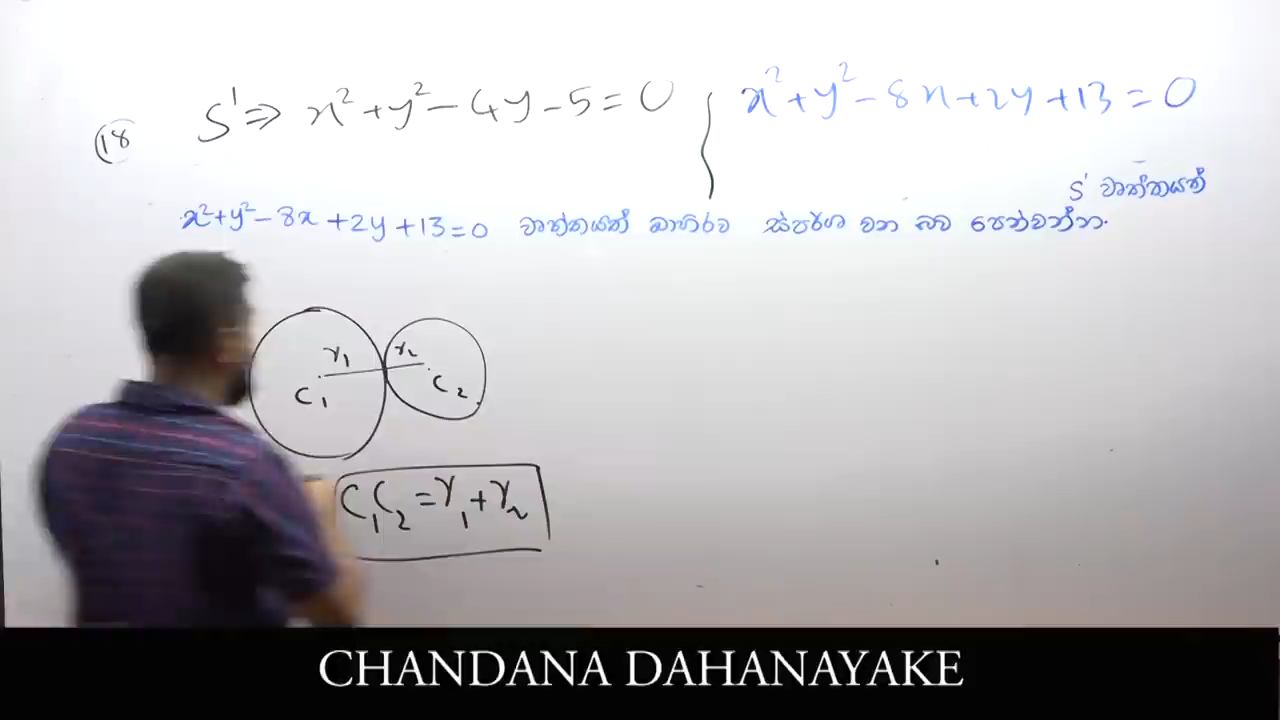 (18) S' ⇒ x² + y² - 4y - 5 = 0 } x² + y² - 8x + 2y + 13 = 0
S' වෘත්තයත්
x² + y² - 8x + 2y + 13 = 0 වෘත්තයත් බාහිරව ස්පර්ශ වන බව පෙන්වන්න.
r₁ r₂
C₁ C₂
C₁C₂ = r₁ + r₂
CHANDANA DAHANAYAKE